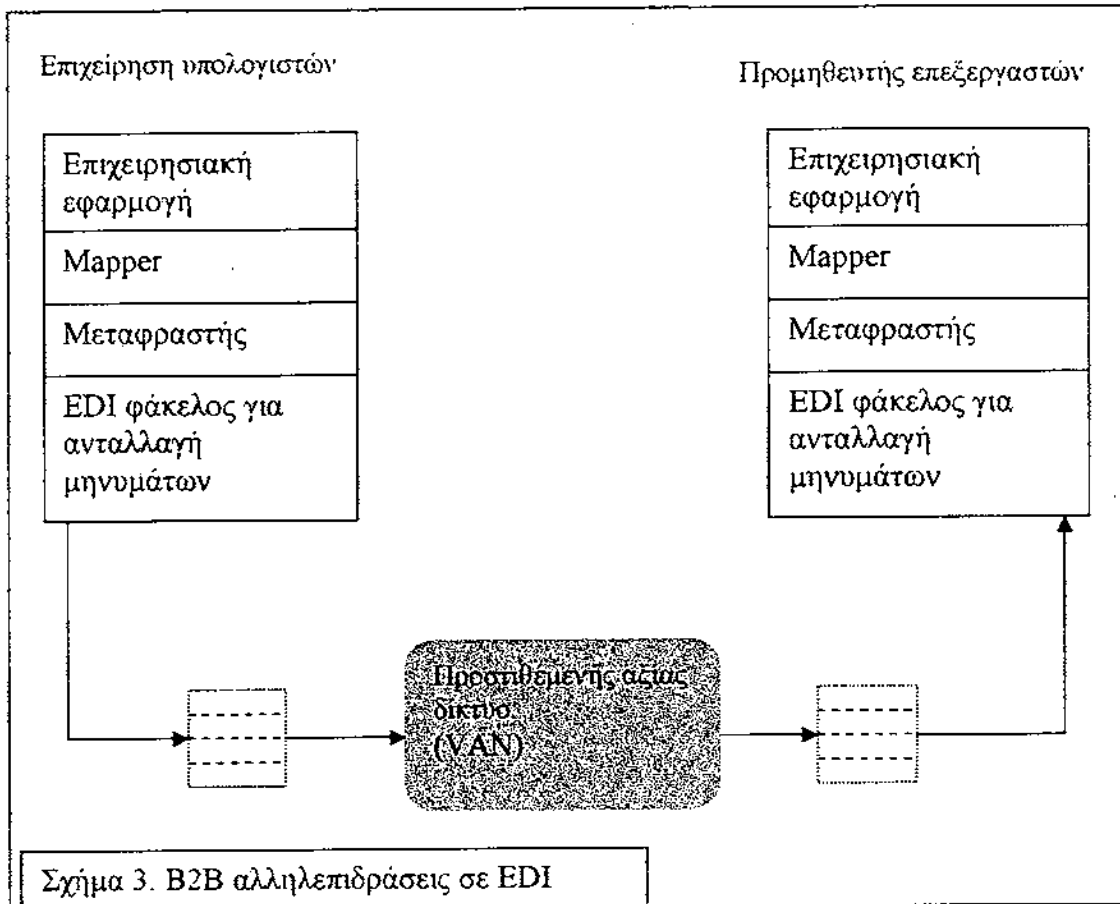 Επιχείρηση υπολογιστών
Προμηθευτής επεξεργαστών
Επιχειρησιακή
εφαρμογή
Mapper
Μεταφραστής
EDI φάκελος για
ανταλλαγή
μηνυμάτων
Επιχειρησιακή
εφαρμογή
Mapper
Μεταφραστής
EDI φάκελος για
ανταλλαγή
μηνυμάτων
Προστιθέμενης αξίας
δίκτυο
(VAN)
Σχήμα 3. B2B αλληλεπιδράσεις σε EDI